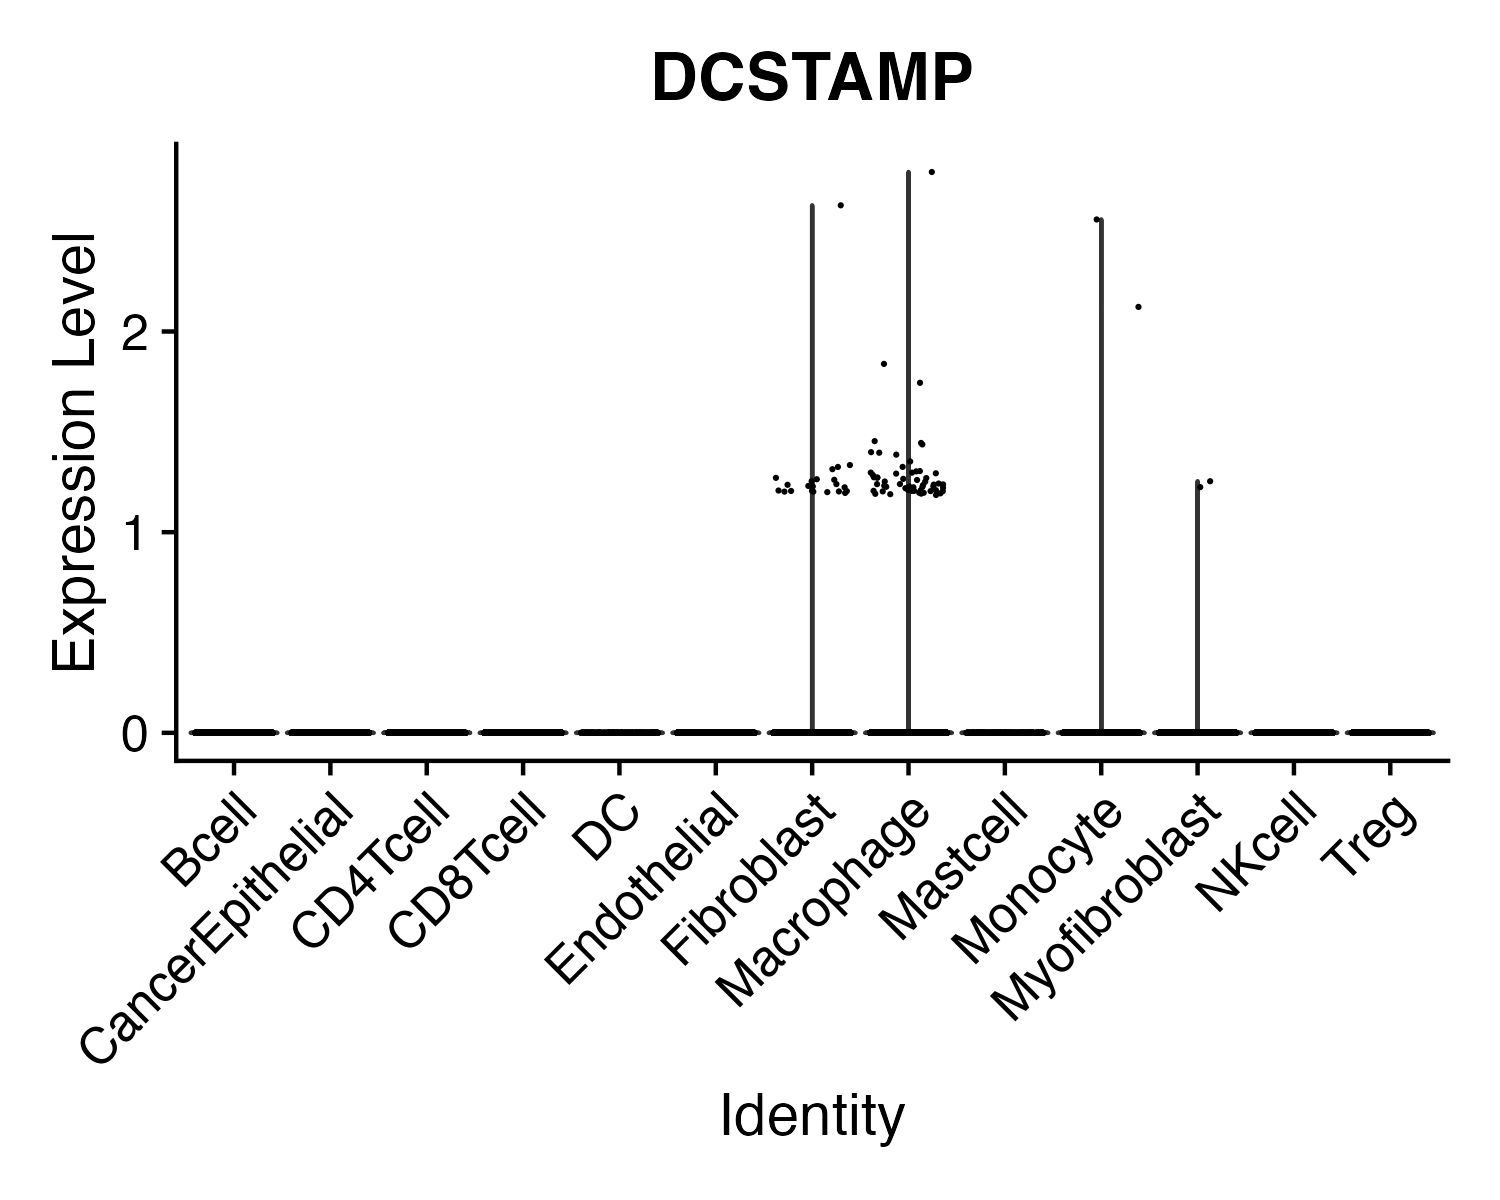 DCSTAMP
Expression Level
2
1
0
Bcell
CancerEpithelial
CD4Tcell
CD8Tcell
DC
Endothelial
Fibroblast
Macrophage
Mastcell
Monocyte
Myofibroblast
NKcell
Treg
Identity